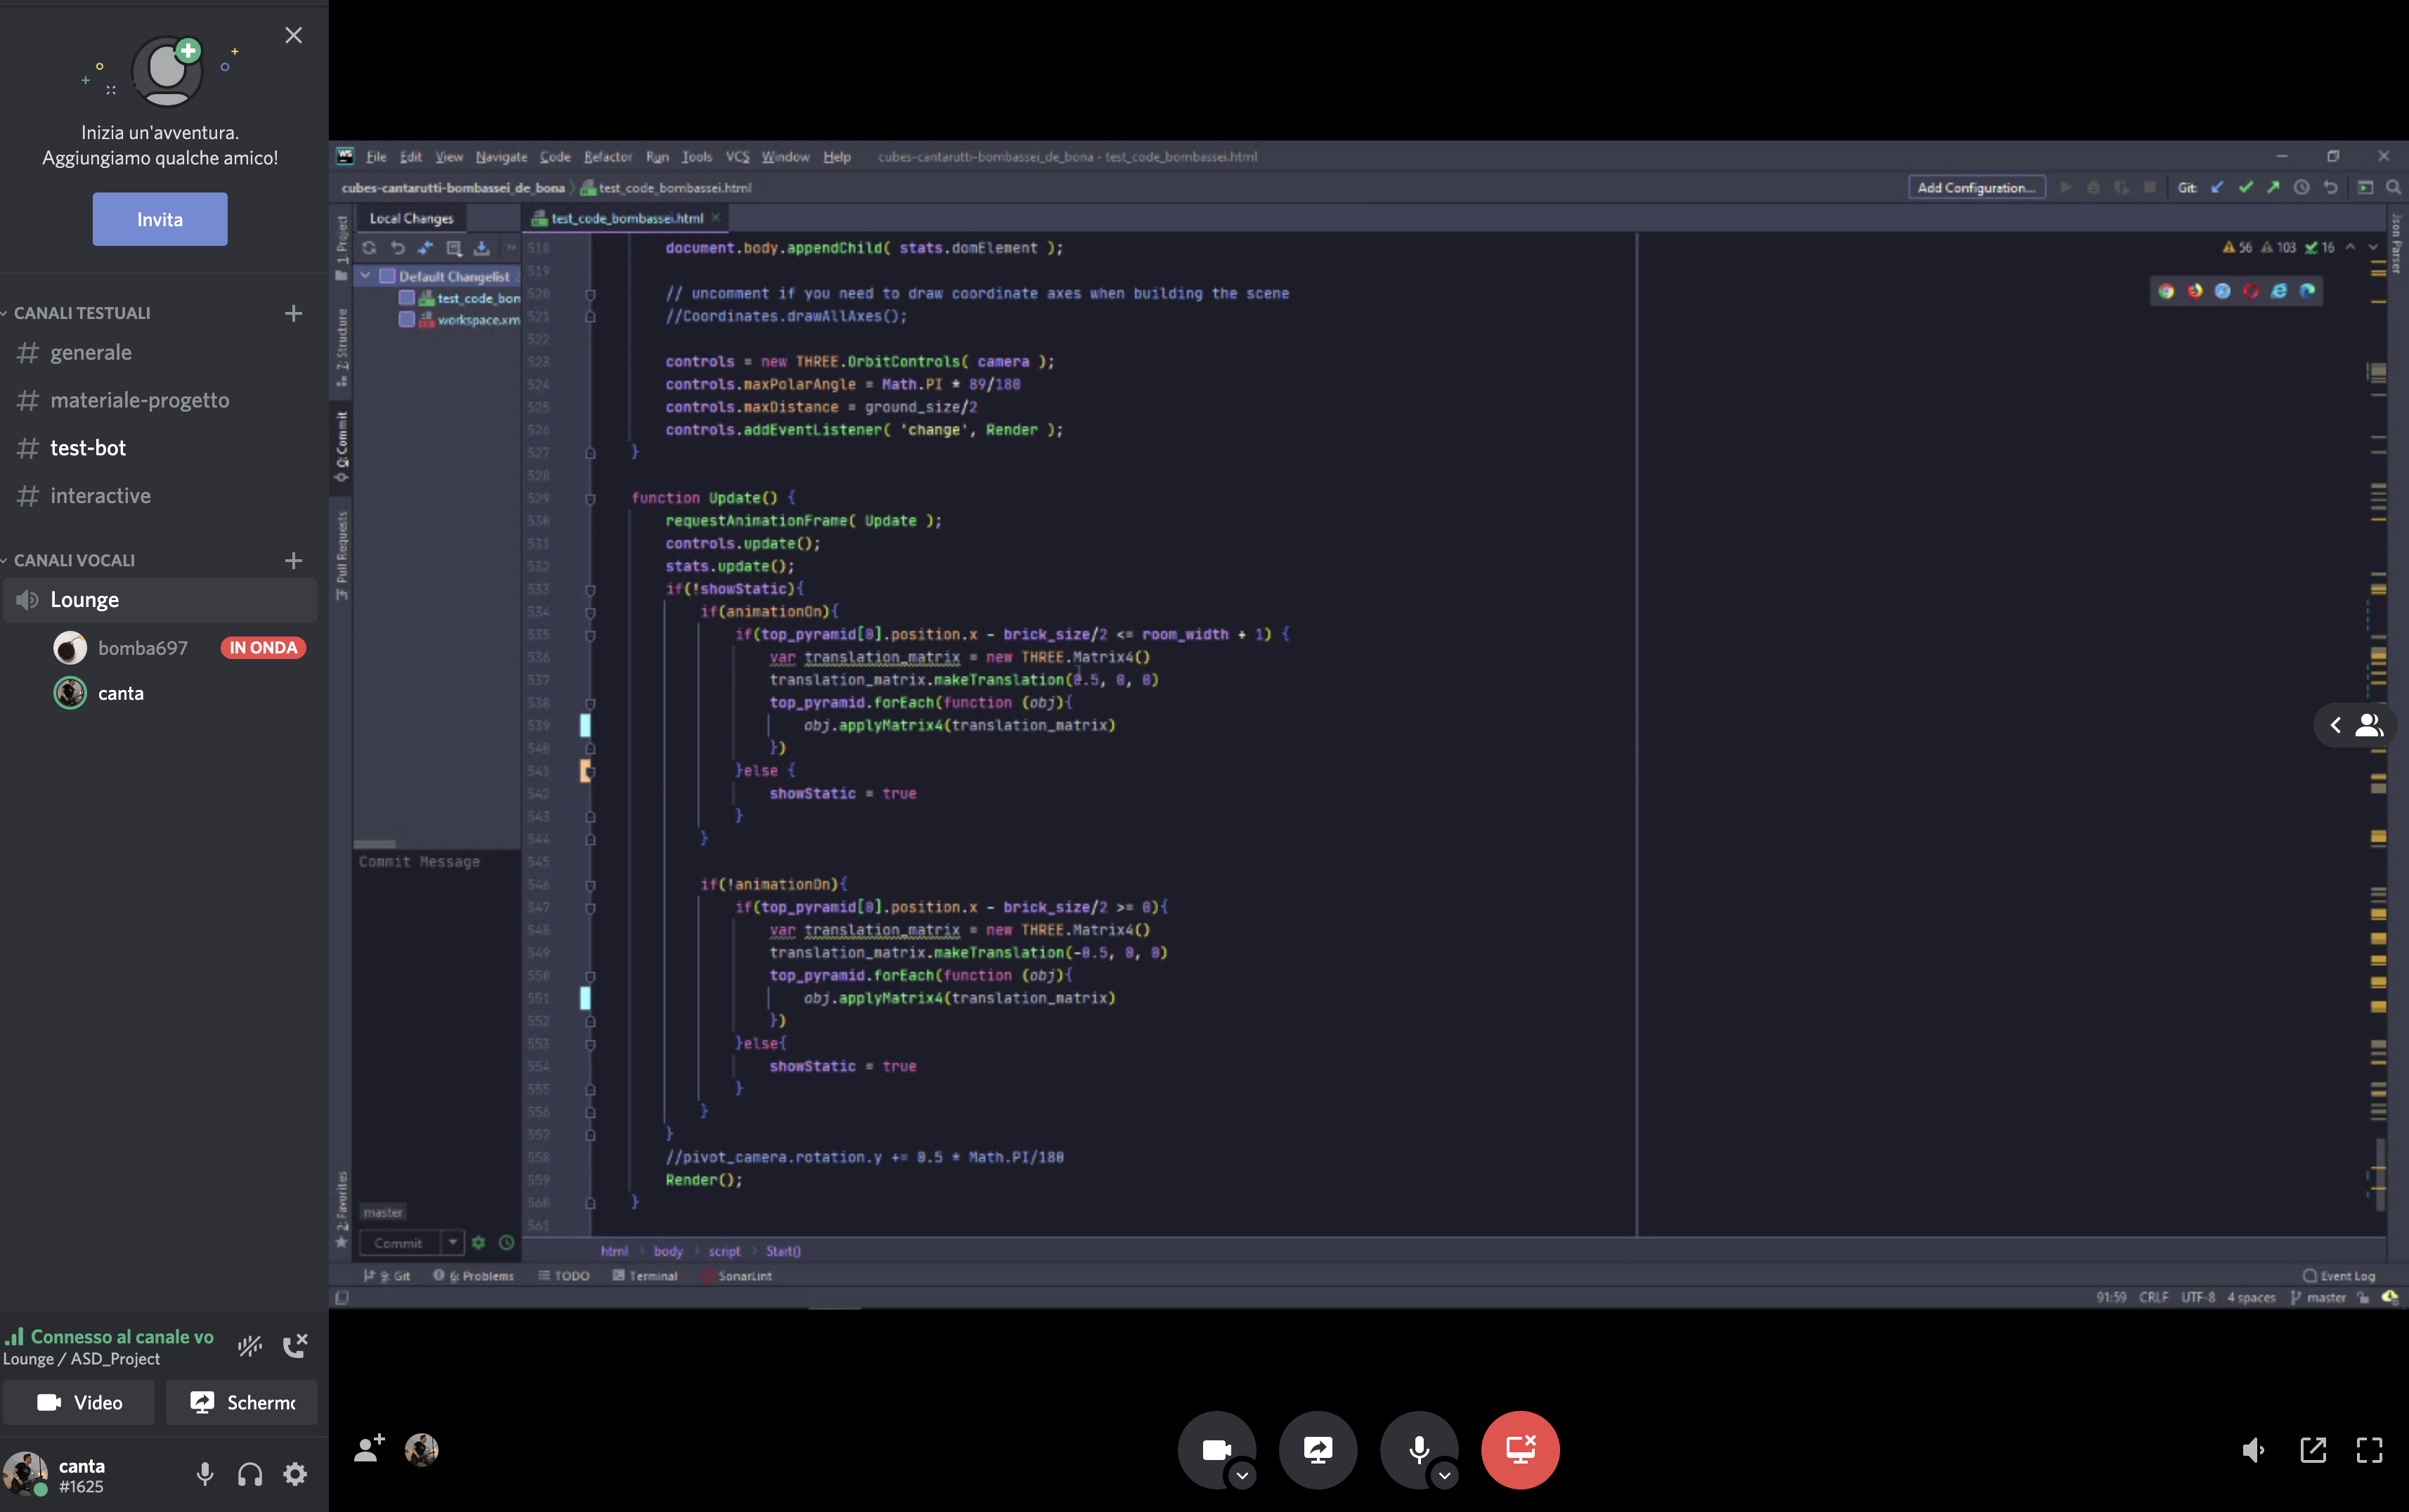 Inizia un'avventura.
Aggiungiamo qualche amico!
Invita
CANALI TESTUALI
generale
materiale-progetto
test-bot
interactive
CANALI VOCALI
Lounge
bomba697 IN ONDA
canta
Connesso al canale vo
Lounge / ASD_Project
Video Scherm
canta
#1625
WS File Edit View Navigate Code Refactor Run Tools VCS Window Help cubes-cantarutti-bombassei_de_bona - test_code_bombassei.html
cubes-cantarutti-bombassei_de_bona test_code_bombassei.html Add Configuration... Git:
Local Changes test_code_bombassei.html
1: Project
Z: Structure
0: Commit
Pull Requests
2: Favorites
Json Parser
Default Changelist
test_code_bom
workspace.xm
Commit Message
master
Commit
56 103 16
518 document.body.appendChild( stats.domElement );
519
520 // uncomment if you need to draw coordinate axes when building the scene
521 //Coordinates.drawAllAxes();
522
523 controls = new THREE.OrbitControls( camera );
524 controls.maxPolarAngle = Math.PI * 89/180
525 controls.maxDistance = ground_size/2
526 controls.addEventListener( 'change', Render );
527 }
528
529 function Update() {
530 requestAnimationFrame( Update );
531 controls.update();
532 stats.update();
533 if(!showStatic){
534 if(animationOn){
535 if(top_pyramid[0].position.x - brick_size/2 <= room_width + 1) {
536 var translation_matrix = new THREE.Matrix4()
537 translation_matrix.makeTranslation(0.5, 0, 0)
538 top_pyramid.forEach(function (obj){
539 obj.applyMatrix4(translation_matrix)
540 })
541 }else {
542 showStatic = true
543 }
544 }
545
546 if(!animationOn){
547 if(top_pyramid[0].position.x - brick_size/2 >= 0){
548 var translation_matrix = new THREE.Matrix4()
549 translation_matrix.makeTranslation(-0.5, 0, 0)
550 top_pyramid.forEach(function (obj){
551 obj.applyMatrix4(translation_matrix)
552 })
553 }else{
554 showStatic = true
555 }
556 }
557 }
558 //pivot_camera.rotation.y += 0.5 * Math.PI/180
559 Render();
560 }
561
html body script Start()
9: Git 6: Problems TODO Terminal SonarLint Event Log
91:59 CRLF UTF-8 4 spaces master